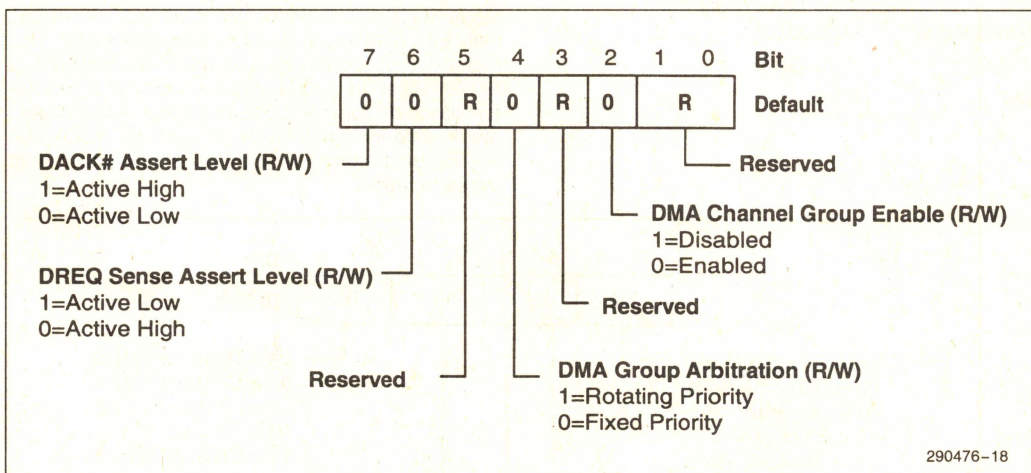 7 6 5 4 3 2 1 0 Bit
0 0 R 0 R 0 R Default
DACK# Assert Level (R/W)
1=Active High
0=Active Low
Reserved
DMA Channel Group Enable (R/W)
1=Disabled
0=Enabled
DREQ Sense Assert Level (R/W)
1=Active Low
0=Active High
Reserved
Reserved
DMA Group Arbitration (R/W)
1=Rotating Priority
0=Fixed Priority
290476-18